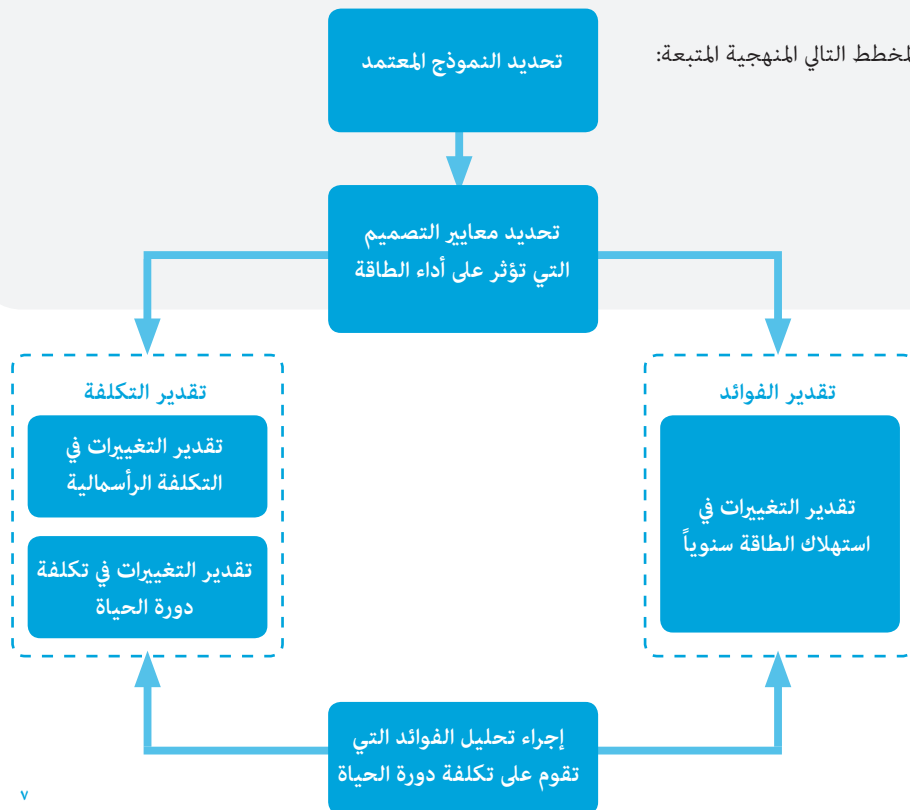 المخطط التالي المنهجية المتبعة:
تحديد النموذج المعتمد
تحديد معايير التصميم
التي تؤثر على أداء الطاقة
تقدير الفوائد
تقدير التغييرات في
استهلاك الطاقة سنوياً
تقدير التكلفة
تقدير التغييرات في
التكلفة الرأسمالية
تقدير التغييرات في تكلفة
دورة الحياة
إجراء تحليل الفوائد التي
تقوم على تكلفة دورة الحياة
٧